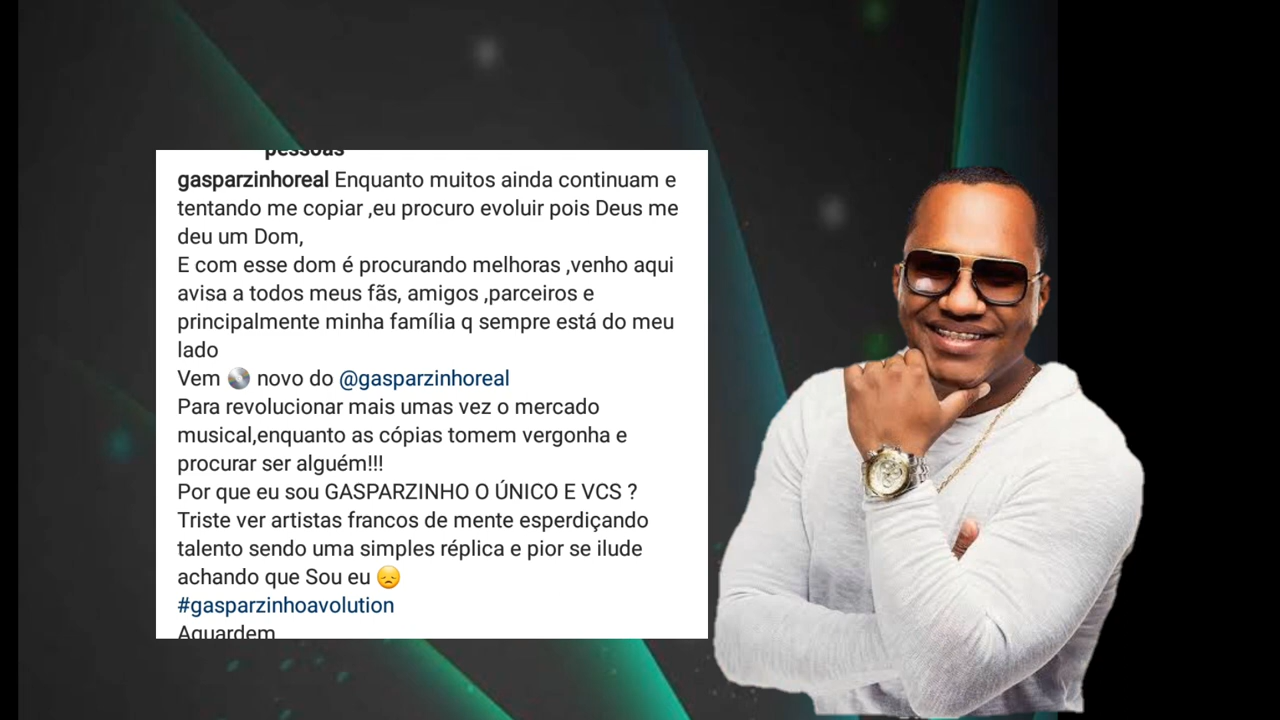 pessoas
gasparzinhoreal Enquanto muitos ainda continuam e
tentando me copiar ,eu procuro evoluir pois Deus me
deu um Dom,
E com esse dom é procurando melhoras ,venho aqui
avisa a todos meus fãs, amigos ,parceiros e
principalmente minha família q sempre está do meu
lado
Vem 💿 novo do @gasparzinhoreal
Para revolucionar mais umas vez o mercado
musical,enquanto as cópias tomem vergonha e
procurar ser alguém!!!
Por que eu sou GASPARZINHO O ÚNICO E VCS ?
Triste ver artistas francos de mente esperdiçando
talento sendo uma simples réplica e pior se ilude
achando que Sou eu 😞
#gasparzinhoavolution
Aguardem